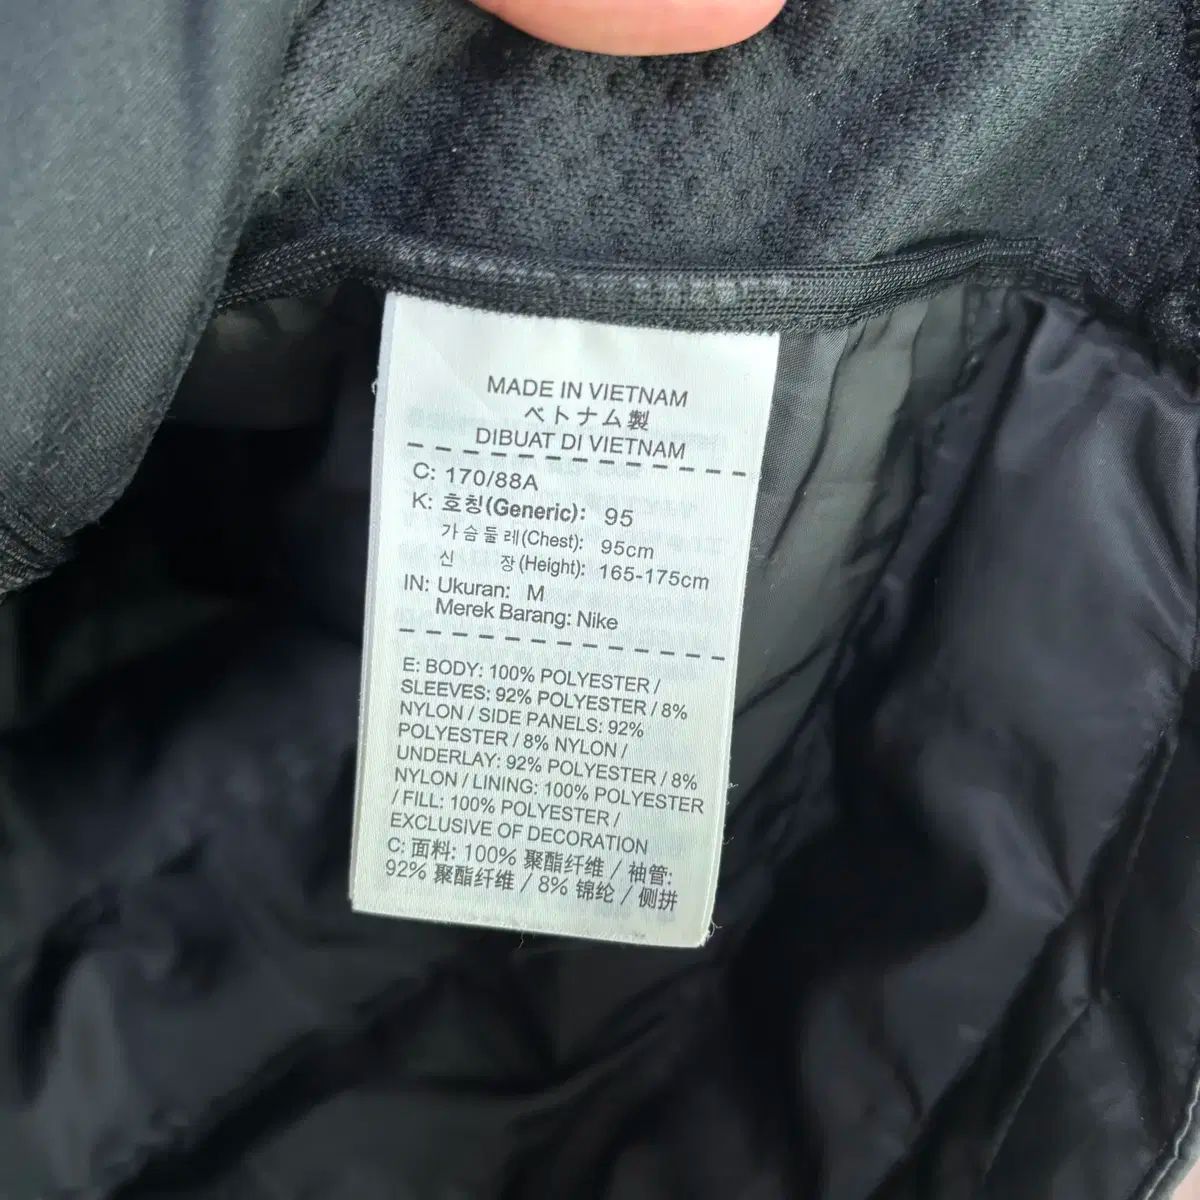 MADE IN VIETNAM
ベトナム製
DIBUAT DI VIETNAM
C: 170/88A
K: 호칭(Generic): 95
가슴둘레(Chest): 95cm
신 장(Height): 165-175cm
IN: Ukuran: M
Merek Barang: Nike
E: BODY: 100% POLYESTER /
SLEEVES: 92% POLYESTER / 8%
NYLON / SIDE PANELS: 92%
POLYESTER / 8% NYLON /
UNDERLAY: 92% POLYESTER / 8%
NYLON / LINING: 100% POLYESTER
/ FILL: 100% POLYESTER /
EXCLUSIVE OF DECORATION
C: 面料: 100% 聚酯纤维 / 袖管:
92% 聚酯纤维 / 8% 锦纶 / 侧拼